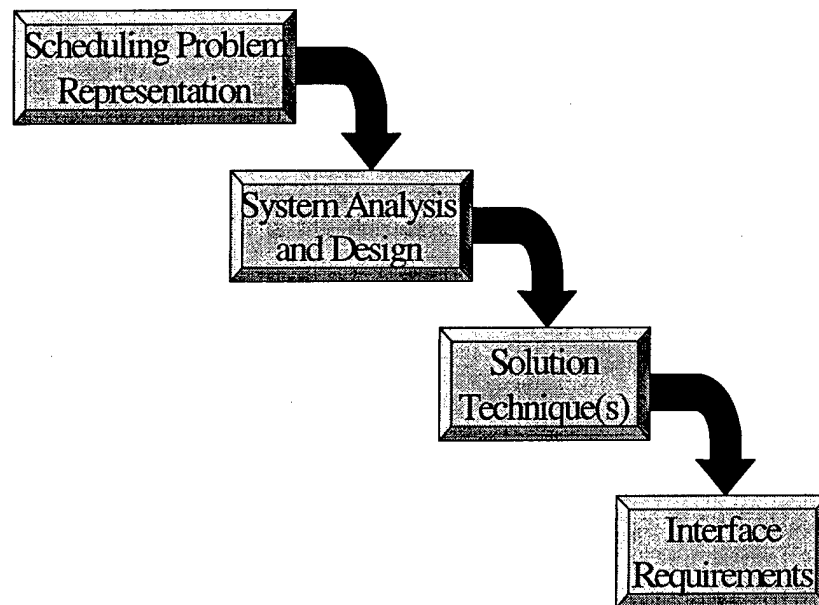 Scheduling Problem
Representation
System Analysis
and Design
Solution
Technique(s)
Interface
Requirements